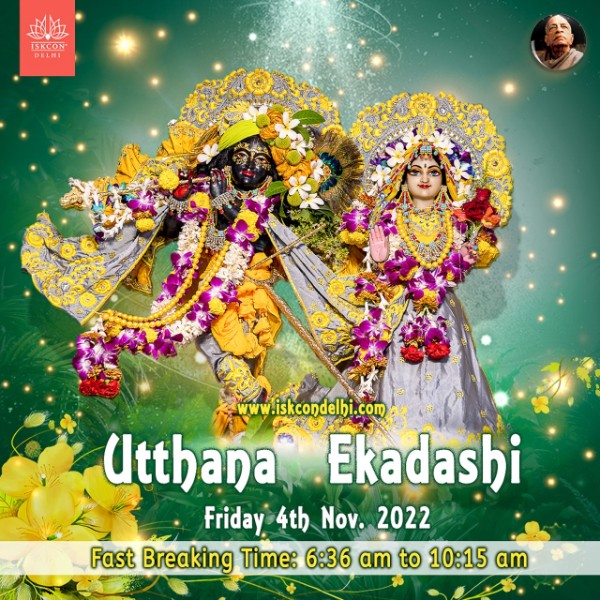 ISKCON
DELHI
www.iskcondelhi.com
Utthana Ekadashi
Friday 4th Nov. 2022
Fast Breaking Time: 6:36 am to 10:15 am